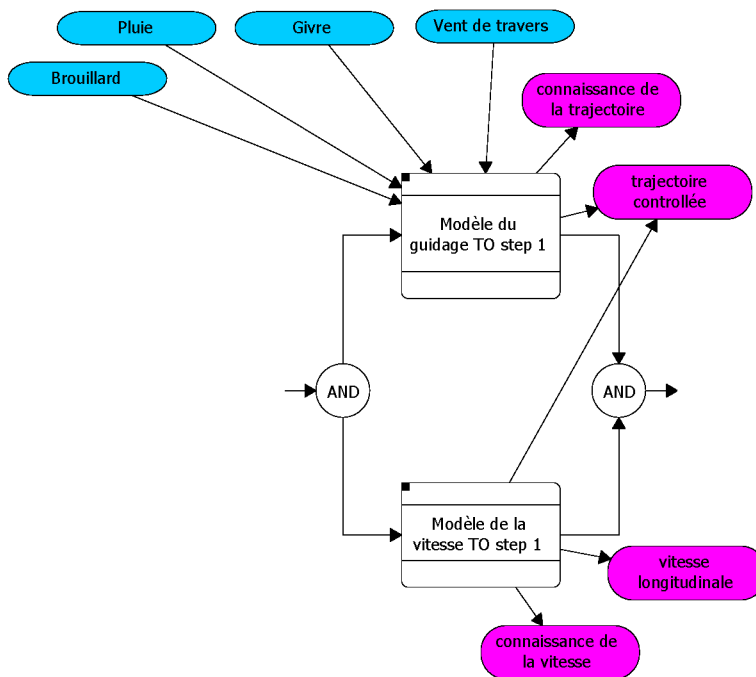 Pluie
Givre
Vent de travers
Brouillard
connaissance de
la trajectoire
trajectoire
controllée
Modèle du
guidage TO step 1
AND
AND
Modèle de la
vitesse TO step 1
vitesse
longitudinale
connaissance de
la vitesse